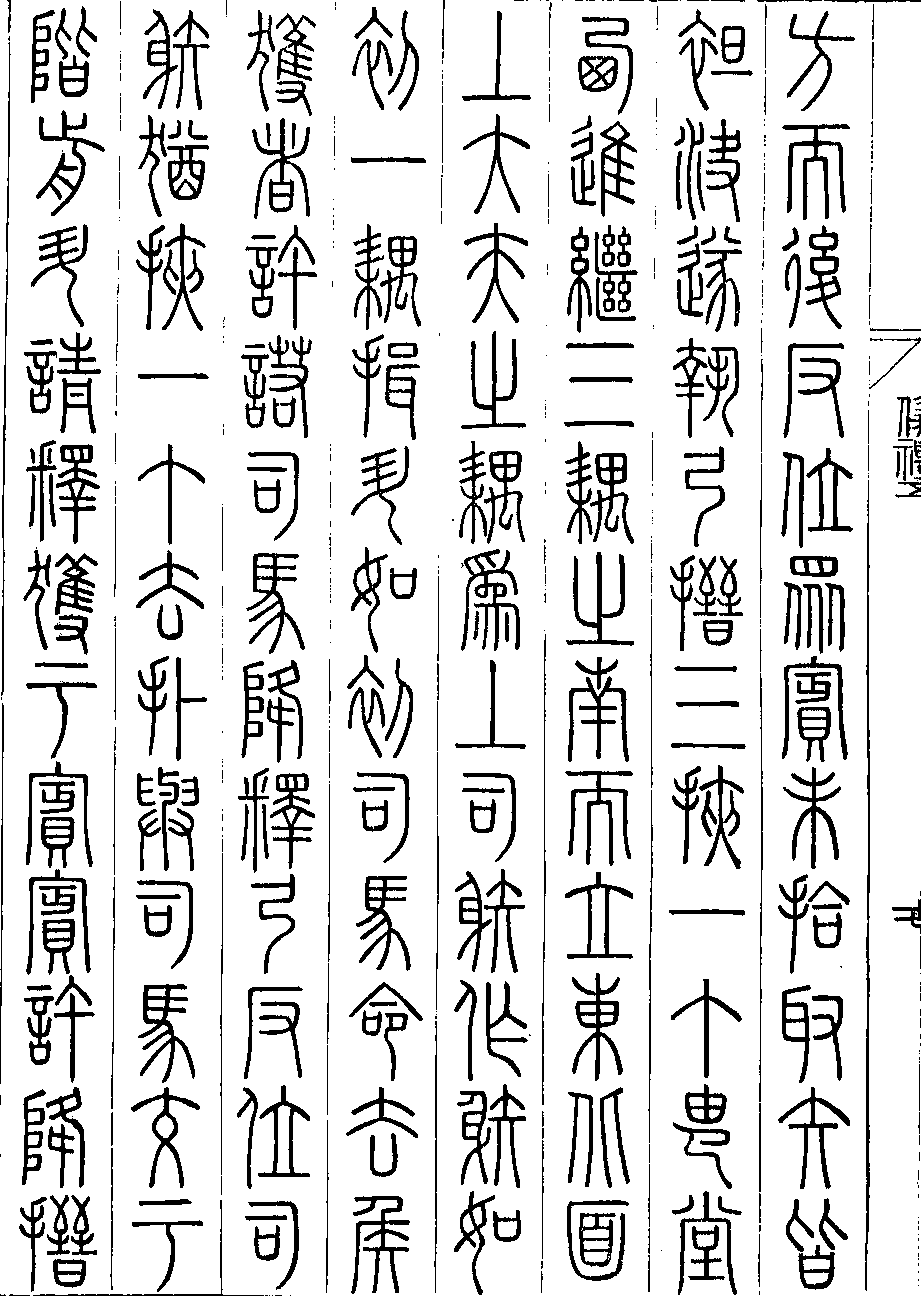 方而後反位眾賓未拾取矢皆
袒決遂執弓搢三挾一个由堂
西進繼三耦之南而立東北面
上大夫之耦為上司射作射如
初一耦揖升如初司馬命去侯
獲者許諾司馬降釋弓反位司
射猶挾一个去扑與司馬交于
階前升請釋獲于賓賓許降搢